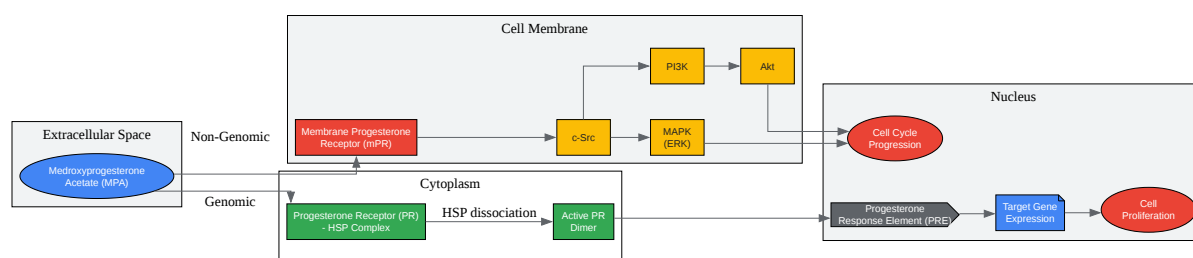 Cell Membrane
PI3K
Akt
Nucleus
Extracellular Space
Non-Genomic
Membrane Progesterone
Receptor (mPR)
c-Src
MAPK
(ERK)
Cell Cycle
Progression
Medroxyprogesterone
Acetate (MPA)
Genomic
Cytoplasm
Progesterone Receptor (PR)
- HSP Complex
HSP dissociation
Active PR
Dimer
Progesterone
Response Element (PRE)
Target Gene
Expression
Cell
Proliferation